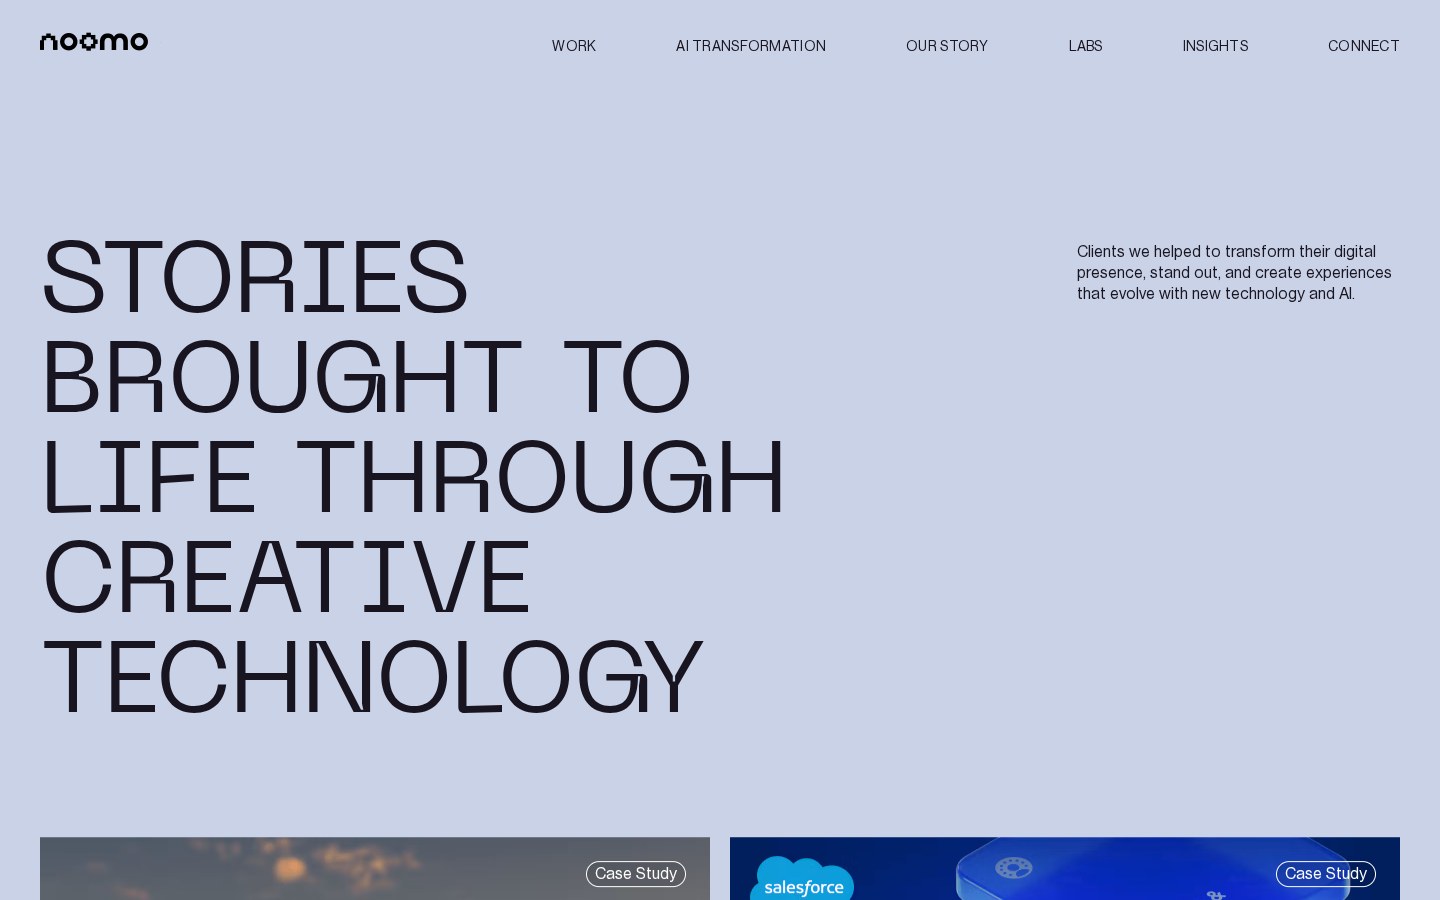 noomo
WORK
AI TRANSFORMATION
OUR STORY
LABS
INSIGHTS
CONNECT
STORIES
BROUGHT TO
LIFE THROUGH
CREATIVE
TECHNOLOGY
Clients we helped to transform their digital
presence, stand out, and create experiences
that evolve with new technology and AI.
Case Study
salesforce
Case Study